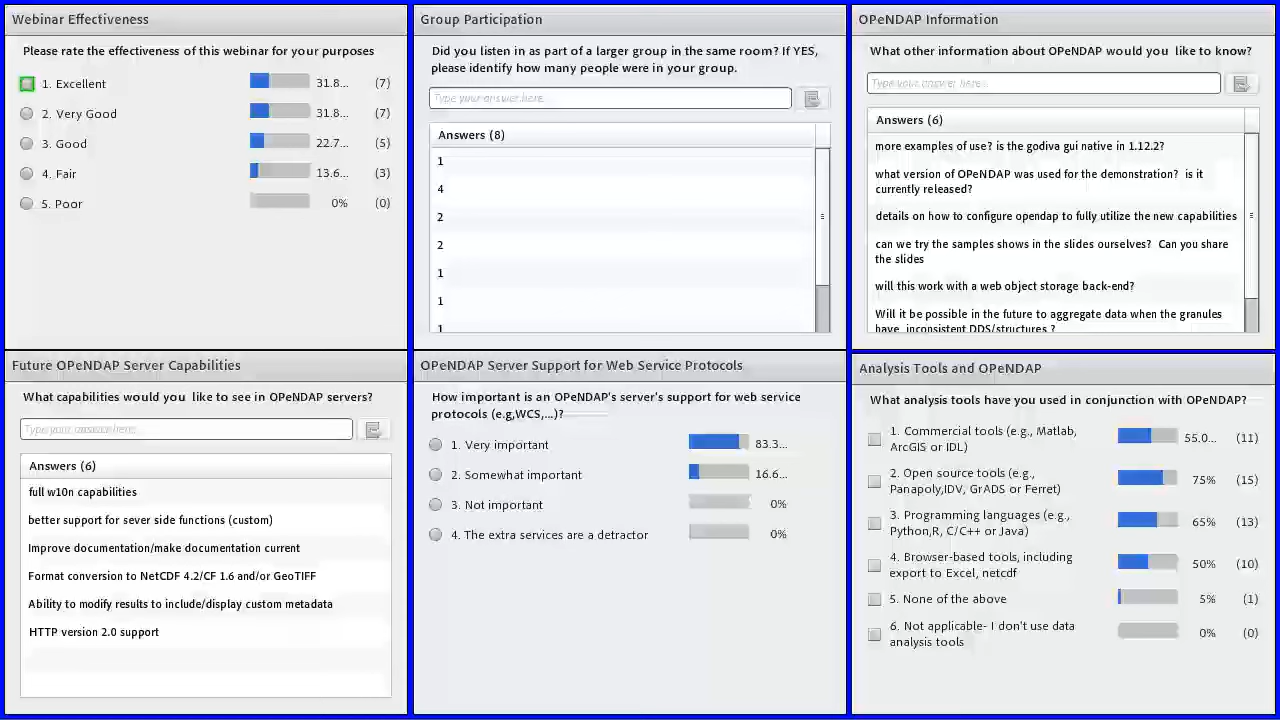 Webinar Effectiveness
Please rate the effectiveness of this webinar for your purposes
1. Excellent 31.8... (7)
2. Very Good 31.8... (7)
3. Good 22.7... (5)
4. Fair 13.6... (3)
5. Poor 0% (0)
Group Participation
Did you listen in as part of a larger group in the same room? If YES,
please identify how many people were in your group.
Type your answer here.
Answers (8)
1
4
2
2
1
1
1
OPeNDAP Information
What other information about OPeNDAP would you like to know?
Type your answer here...
Answers (6)
more examples of use? is the godiva gui native in 1.12.2?
what version of OPeNDAP was used for the demonstration? is it
currently released?
details on how to configure opendap to fully utilize the new capabilities
can we try the samples shows in the slides ourselves? Can you share
the slides
will this work with a web object storage back-end?
Will it be possible in the future to aggregate data when the granules
have inconsistent DDS/structures ?
Future OPeNDAP Server Capabilities
What capabilities would you like to see in OPeNDAP servers?
Type your answer here...
Answers (6)
full w10n capabilities
better support for sever side functions (custom)
Improve documentation/make documentation current
Format conversion to NetCDF 4.2/CF 1.6 and/or GeoTIFF
Ability to modify results to include/display custom metadata
HTTP version 2.0 support
OPeNDAP Server Support for Web Service Protocols
How important is an OPeNDAP's server's support for web service
protocols (e.g,WCS,...)?
1. Very important 83.3...
2. Somewhat important 16.6...
3. Not important 0%
4. The extra services are a detractor 0%
Analysis Tools and OPeNDAP
What analysis tools have you used in conjunction with OPeNDAP?
1. Commercial tools (e.g., Matlab,
ArcGIS or IDL) 55.0... (11)
2. Open source tools (e.g.,
Panapoly,IDV, GrADS or Ferret) 75% (15)
3. Programming languages (e.g.,
Python,R, C/C++ or Java) 65% (13)
4. Browser-based tools, including
export to Excel, netcdf 50% (10)
5. None of the above 5% (1)
6. Not applicable- I don't use data
analysis tools 0% (0)